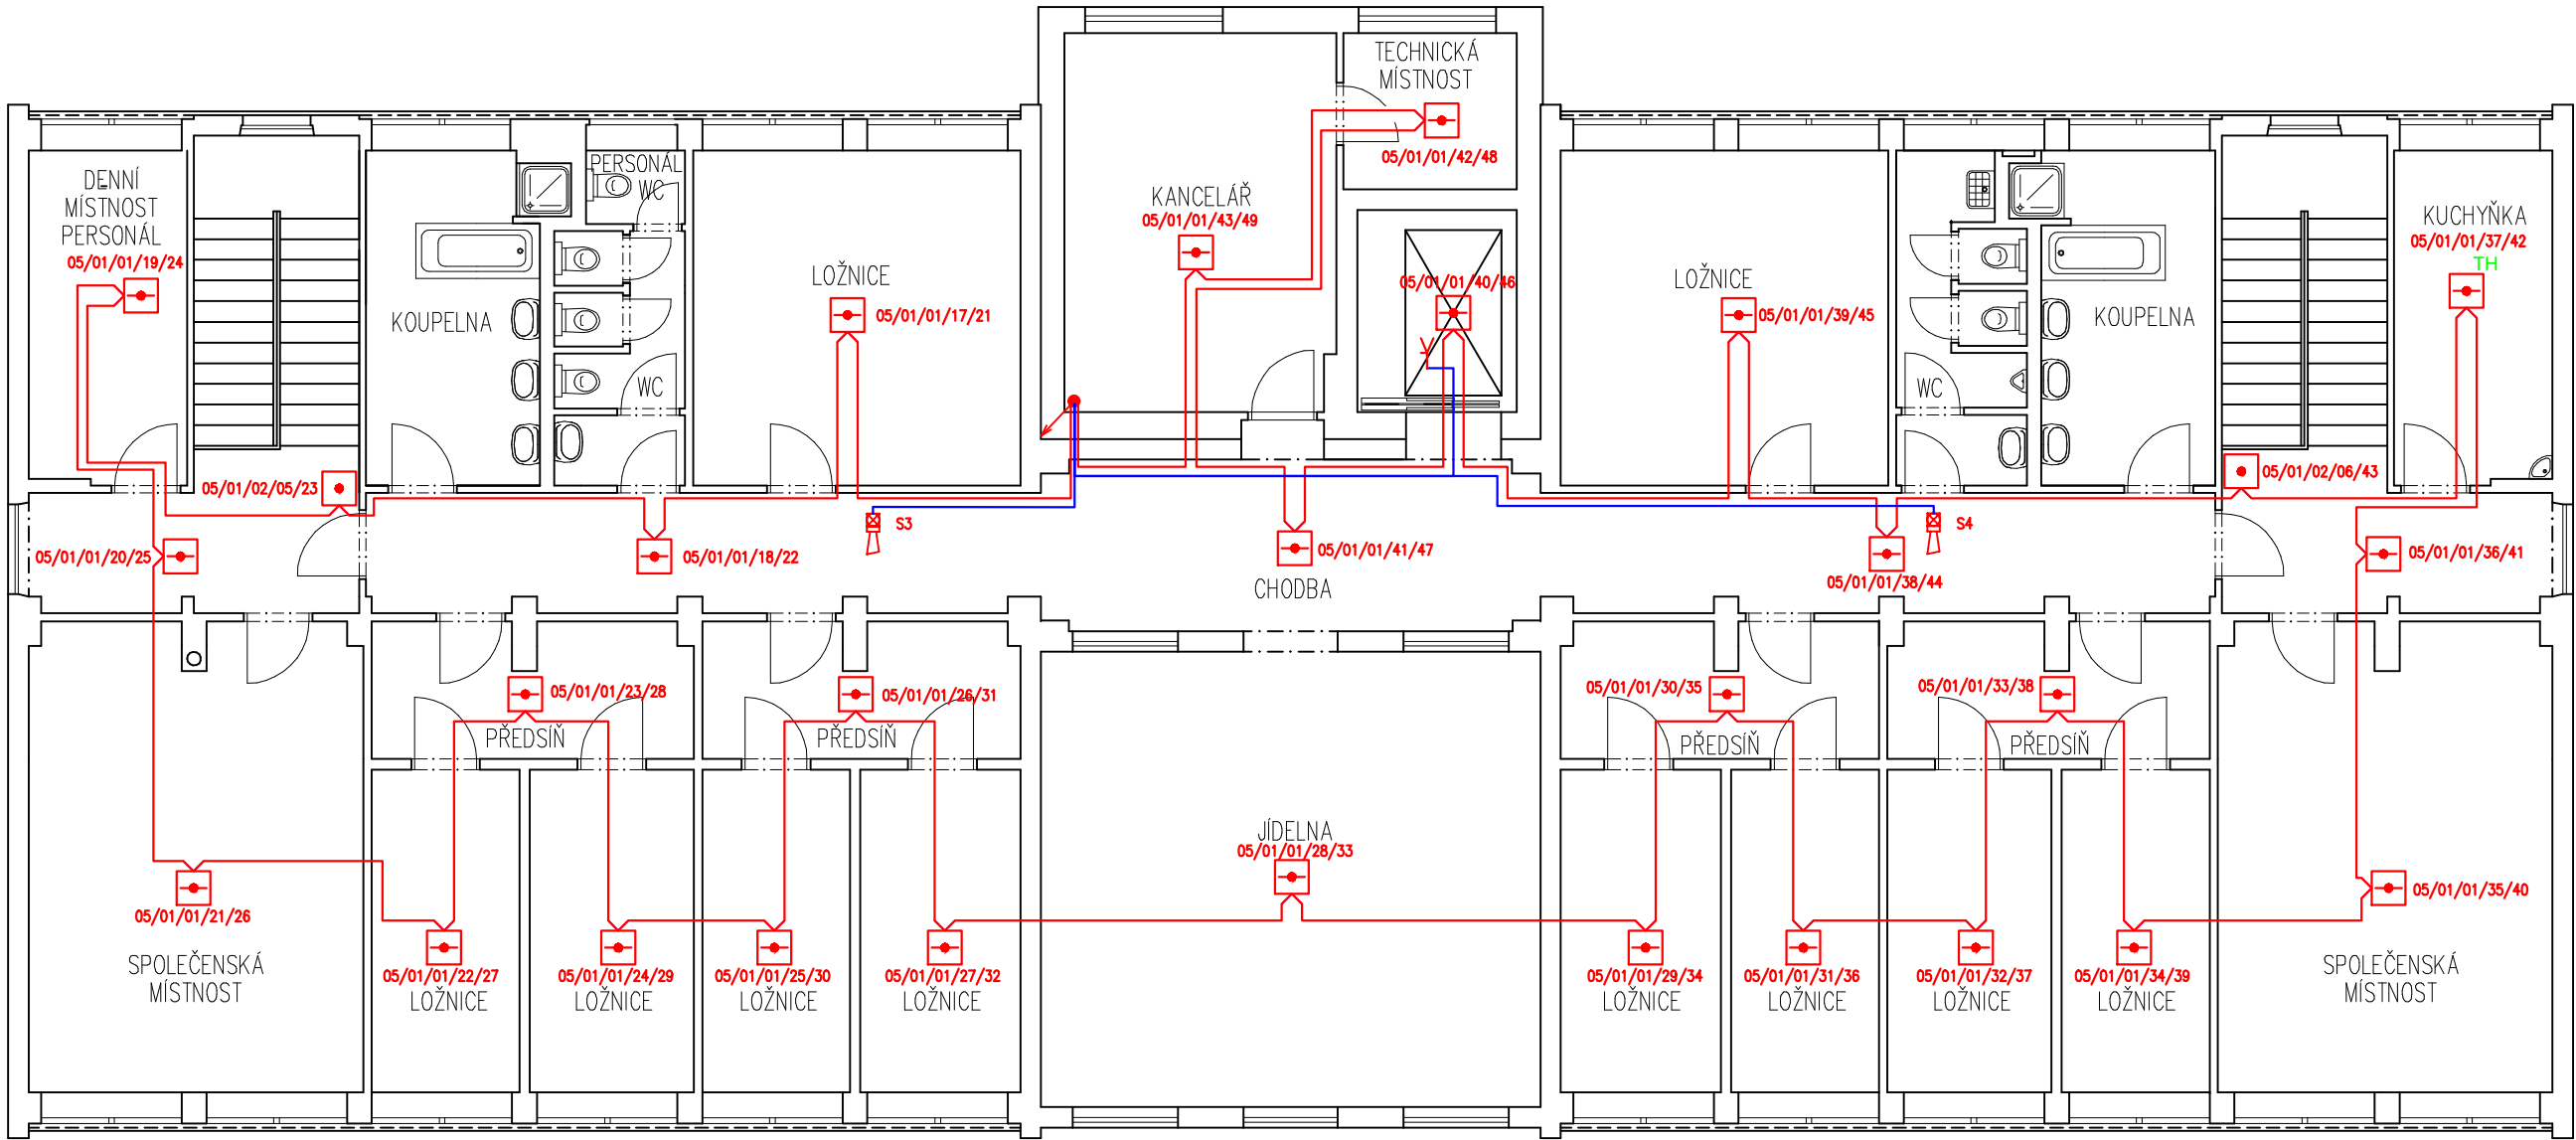 TECHNICKÁ
MÍSTNOST
05/01/01/42/48
DENNÍ
MÍSTNOST
PERSONÁL
05/01/01/19/24
PERSONÁL
WC
KANCELÁŘ
05/01/01/43/49
KUCHYŇKA
05/01/01/37/42
TH
LOŽNICE
05/01/01/17/21
05/01/01/40/46
LOŽNICE
05/01/01/39/45
KOUPELNA
KOUPELNA
WC
WC
05/01/02/05/23
05/01/02/06/43
S3
S4
05/01/01/20/25
05/01/01/18/22
05/01/01/41/47
05/01/01/38/44
05/01/01/36/41
CHODBA
05/01/01/23/28
05/01/01/26/31
05/01/01/30/35
05/01/01/33/38
PŘEDSÍŇ
PŘEDSÍŇ
PŘEDSÍŇ
PŘEDSÍŇ
JÍDELNA
05/01/01/28/33
05/01/01/21/26
05/01/01/35/40
SPOLEČENSKÁ
MÍSTNOST
05/01/01/22/27
LOŽNICE
05/01/01/24/29
LOŽNICE
05/01/01/25/30
LOŽNICE
05/01/01/27/32
LOŽNICE
05/01/01/29/34
LOŽNICE
05/01/01/31/36
LOŽNICE
05/01/01/32/37
LOŽNICE
05/01/01/34/39
LOŽNICE
SPOLEČENSKÁ
MÍSTNOST